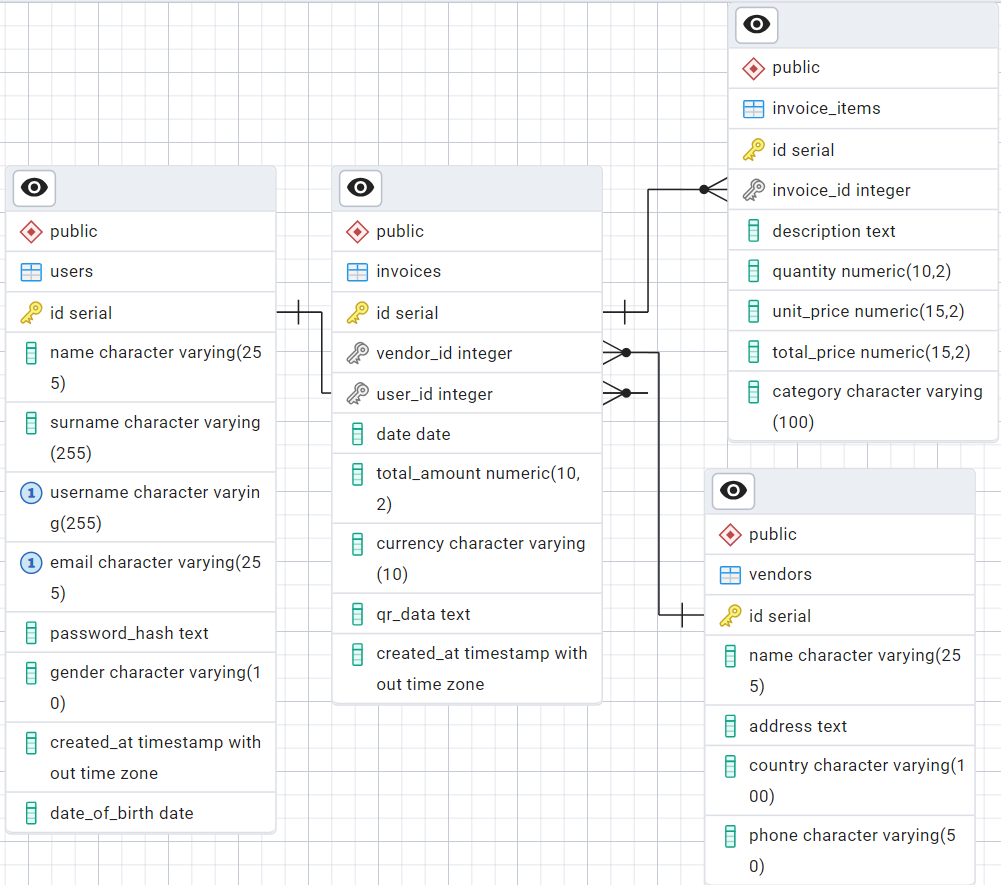 public
users
id serial
name character varying(25
5)
surname character varying
(255)
1
username character varyin
g(255)
1
email character varying(25
5)
password_hash text
gender character varying(1
0)
created_at timestamp with
out time zone
date_of_birth date
public
invoices
id serial
vendor_id integer
user_id integer
date date
total_amount numeric(10,
2)
currency character varying
(10)
qr_data text
created_at timestamp with
out time zone
public
invoice_items
id serial
invoice_id integer
description text
quantity numeric(10,2)
unit_price numeric(15,2)
total_price numeric(15,2)
category character varying
(100)
public
vendors
id serial
name character varying(25
5)
address text
country character varying(1
00)
phone character varying(5
0)